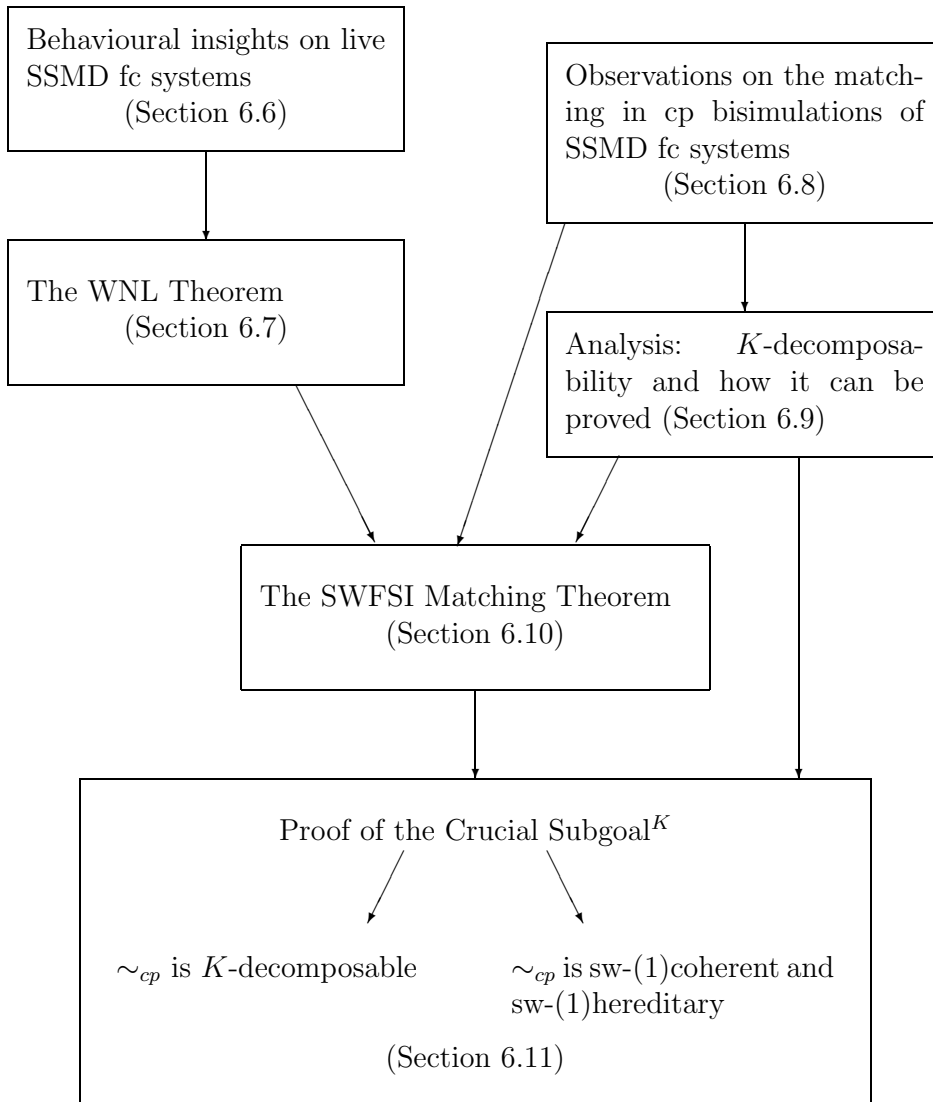 Behavioural insights on live
SSMD fc systems
(Section 6.6)
Observations on the match-
ing in cp bisimulations of
SSMD fc systems
(Section 6.8)
The WNL Theorem
(Section 6.7)
Analysis: K-decomposa-
bility and how it can be
proved (Section 6.9)
The SWFSI Matching Theorem
(Section 6.10)
Proof of the Crucial Subgoal^K
∼_cp is K-decomposable
∼_cp is sw-(1)coherent and
sw-(1)hereditary
(Section 6.11)